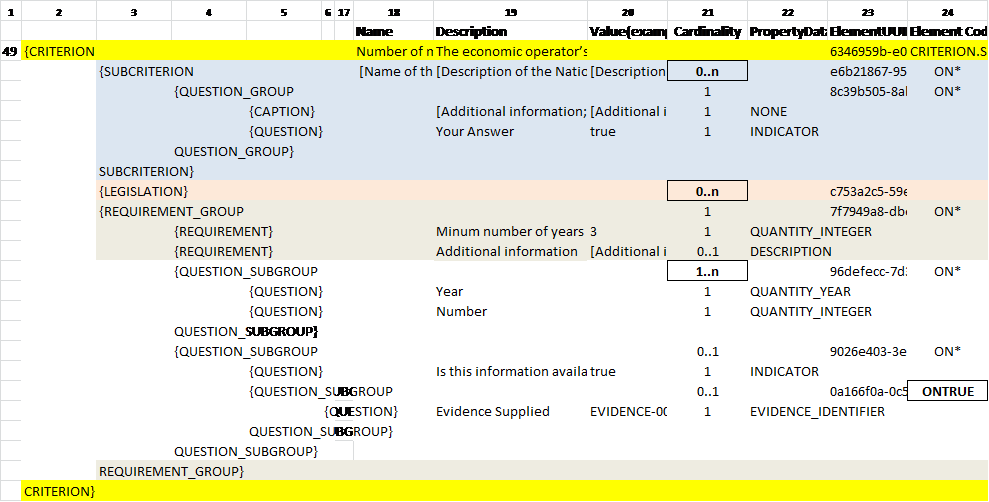 1 2 3 4 5 6 17 18 19 20 21 22 23 24
Name Description Value(examp Cardinality PropertyDat ElementUUI Element Cod
49 {CRITERION Number of n The economic operator's 6346959b-e0 CRITERION.S
{SUBCRITERION [Name of th [Description of the Natic [Description 0..n e6b21867-95 ON*
{QUESTION_GROUP 1 8c39b505-8al ON*
{CAPTION} [Additional information; [Additional i 1 NONE
{QUESTION} Your Answer true 1 INDICATOR
QUESTION_GROUP}
SUBCRITERION}
{LEGISLATION} 0..n c753a2c5-59e
{REQUIREMENT_GROUP 1 7f7949a8-dbc ON*
{REQUIREMENT} Minum number of years 3 1 QUANTITY_INTEGER
{REQUIREMENT} Additional information [Additional i 0..1 DESCRIPTION
{QUESTION_SUBGROUP 1..n 96defecc-7d ON*
{QUESTION} Year 1 QUANTITY_YEAR
{QUESTION} Number 1 QUANTITY_INTEGER
QUESTION_SUBGROUP}
{QUESTION_SUBGROUP 0..1 9026e403-3e ON*
{QUESTION} Is this information availa true 1 INDICATOR
{QUESTION_SUBGROUP 0..1 0a166f0a-0c5 ONTRUE
{QUESTION} Evidence Supplied EVIDENCE-00 1 EVIDENCE_IDENTIFIER
QUESTION_SUBGROUP}
QUESTION_SUBGROUP}
REQUIREMENT_GROUP}
CRITERION}